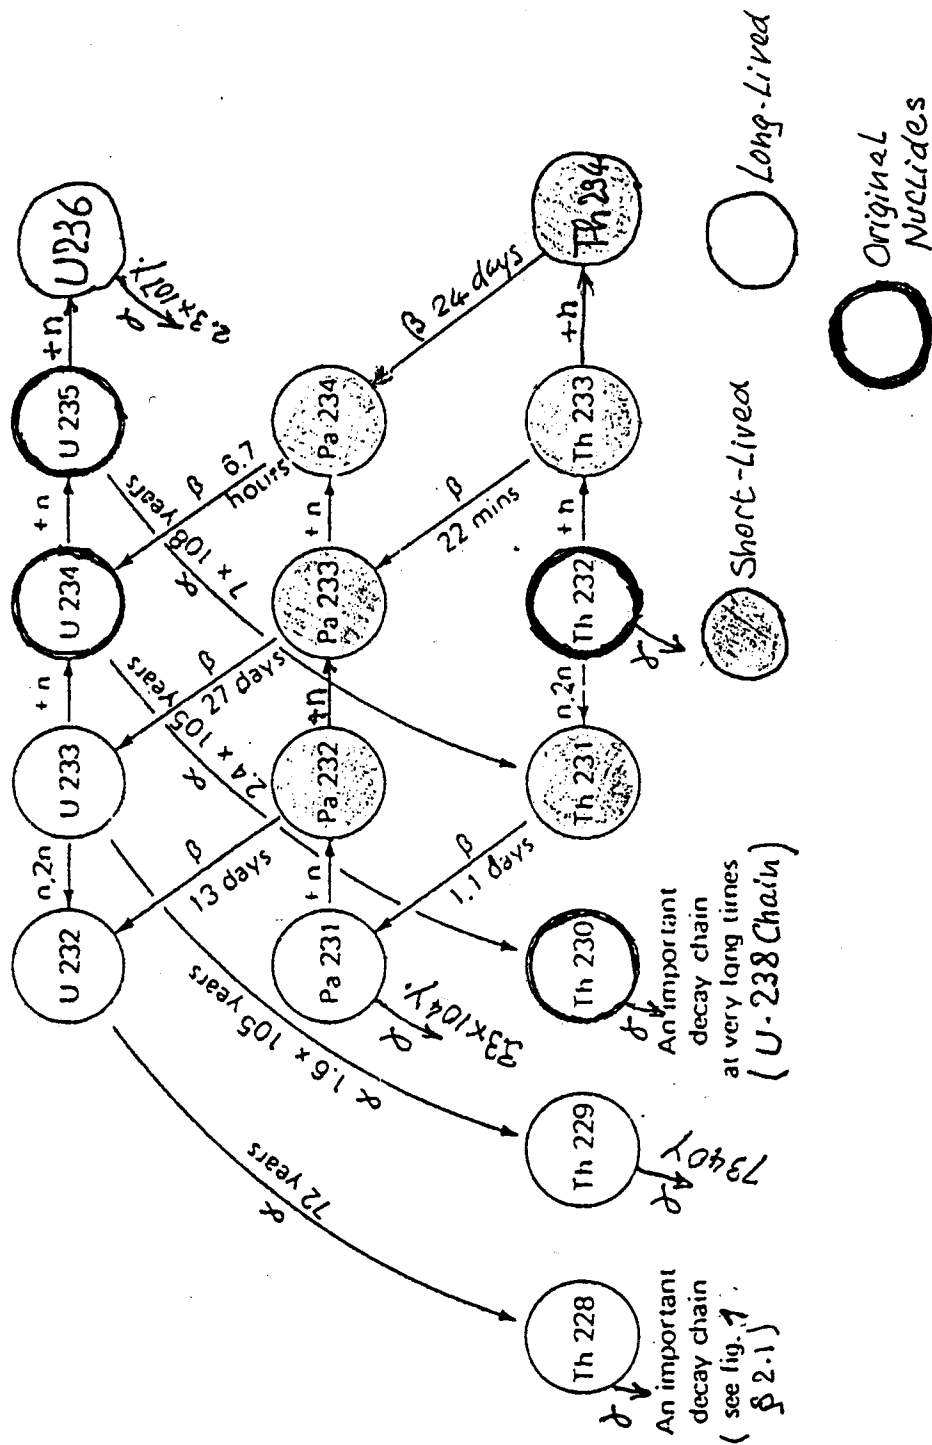 U 232
n,2n
U 233
+ n
U 234
+ n
U 235
+n
U236
α
2.3×107y.
β
13 days
β
27 days
β 6.7
hours
α
72 years
α 1.6 × 105 years
α
2.4 × 105 years
α
7 × 108 years
Pa 231
+ n
Pa 232
+n
Pa 233
+ n
Pa 234
α
33×104y.
β
1.1 days
β
22 mins
β 24 days
Th 228
Th 229
Th 230
Th 231
n,2n
Th 232
+ n
Th 233
+n
Th 234
α
An important
decay chain
( see fig. 1.
§ 2.1)
α
7340y
α
An important
decay chain
at very long times
(U-238 Chain)
α
Short-Lived
Long-Lived
Original
Nuclides